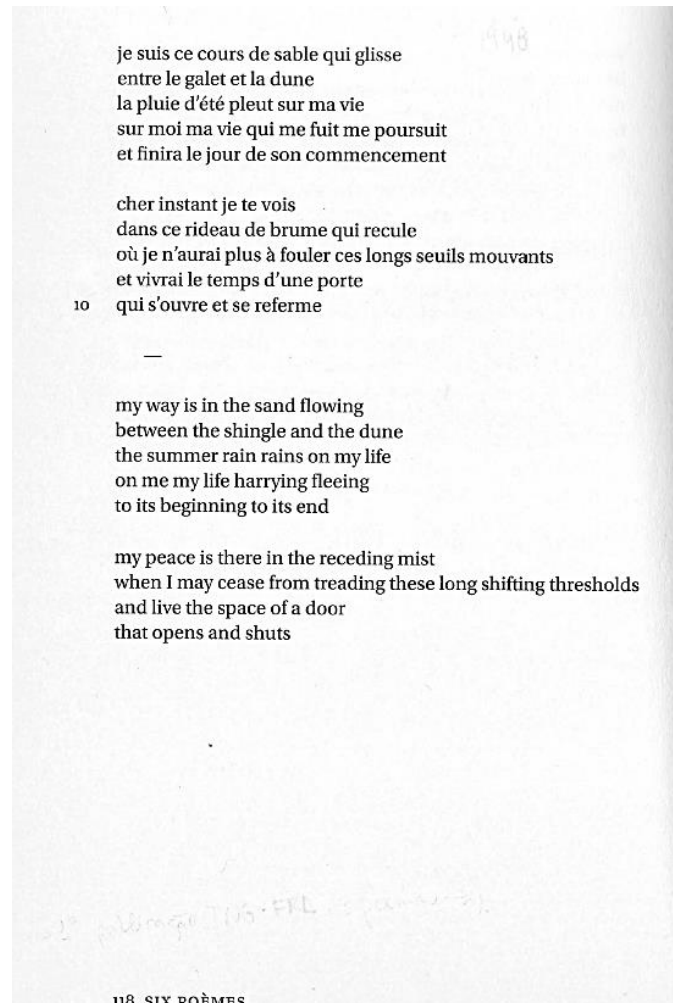 1948
je suis ce cours de sable qui glisse
entre le galet et la dune
la pluie d'été pleut sur ma vie
sur moi ma vie qui me fuit me poursuit
et finira le jour de son commencement
cher instant je te vois
dans ce rideau de brume qui recule
où je n'aurai plus à fouler ces longs seuils mouvants
et vivrai le temps d'une porte
10 qui s'ouvre et se referme
—
my way is in the sand flowing
between the shingle and the dune
the summer rain rains on my life
on me my life harrying fleeing
to its beginning to its end
my peace is there in the receding mist
when I may cease from treading these long shifting thresholds
and live the space of a door
that opens and shuts
118 SIX POÈMES